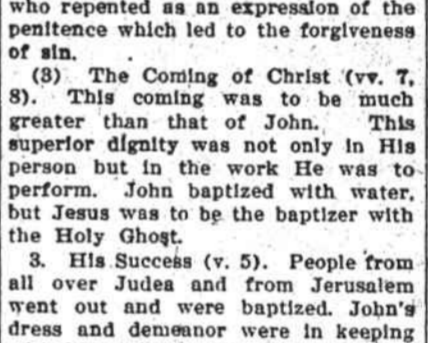 who repented as an expression of the
penitence which led to the forgiveness
of sin.
(3) The Coming of Christ (vv. 7,
8). This coming was to be much
greater than that of John. This
superior dignity was not only in His
person but in the work He was to
perform. John baptized with water,
but Jesus was to be the baptizer with
the Holy Ghost.
3. His Success (v. 5). People from
all over Judea and from Jerusalem
went out and were baptized. John's
dress and demeanor were in keeping